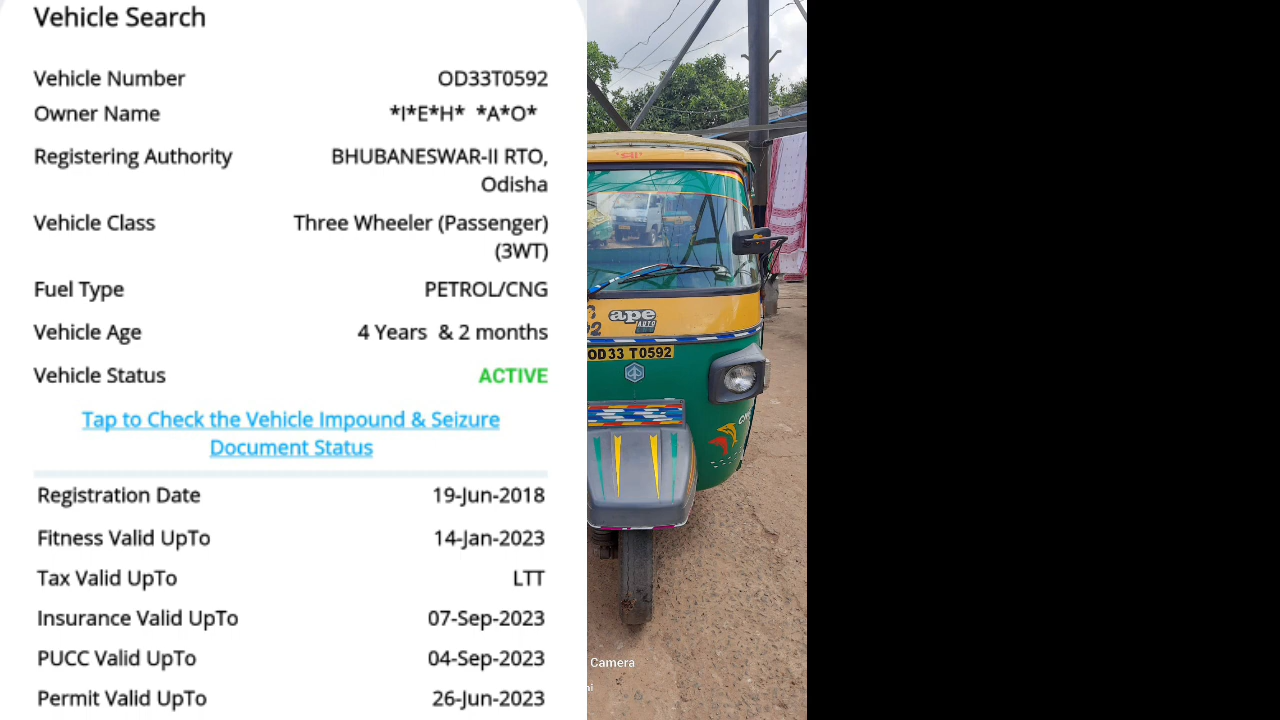 Vehicle Search
Vehicle Number OD33T0592
Owner Name *I*E*H* *A*O*
Registering Authority BHUBANESWAR-II RTO,
Odisha
Vehicle Class Three Wheeler (Passenger)
(3WT)
Fuel Type PETROL/CNG
Vehicle Age 4 Years & 2 months
Vehicle Status ACTIVE
Tap to Check the Vehicle Impound & Seizure
Document Status
Registration Date 19-Jun-2018
Fitness Valid UpTo 14-Jan-2023
Tax Valid UpTo LTT
Insurance Valid UpTo 07-Sep-2023
PUCC Valid UpTo 04-Sep-2023
Permit Valid UpTo 26-Jun-2023
ape
AUTO
OD33 T0592
Camera